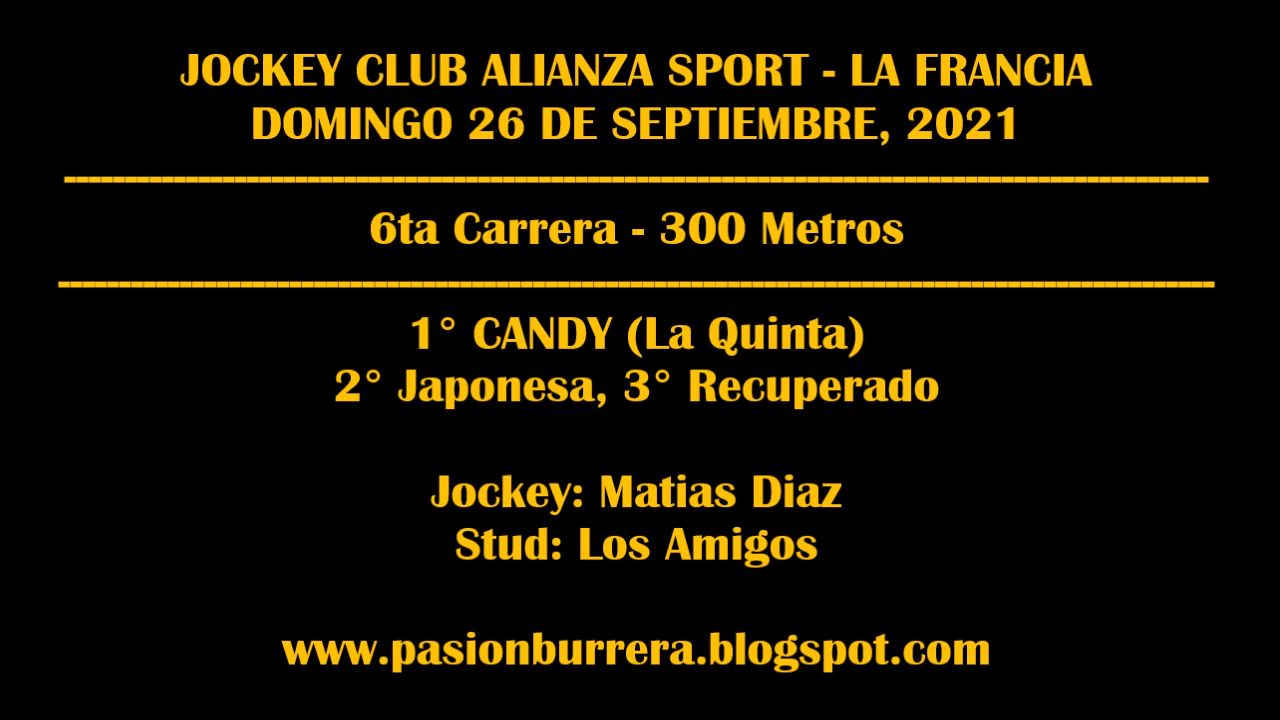 JOCKEY CLUB ALIANZA SPORT - LA FRANCIA
DOMINGO 26 DE SEPTIEMBRE, 2021
6ta Carrera - 300 Metros
1° CANDY (La Quinta)
2° Japonesa, 3° Recuperado
Jockey: Matias Diaz
Stud: Los Amigos
www.pasionburrera.blogspot.com